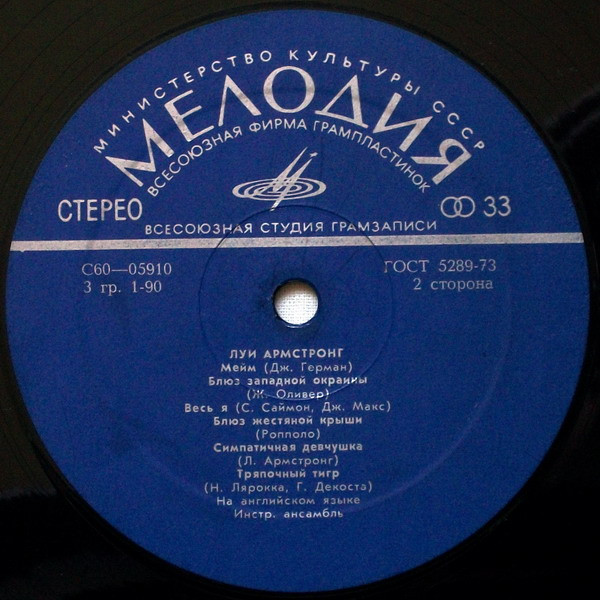 МИНИСТЕРСТВО КУЛЬТУРЫ СССР
МЕЛОДИЯ
ВСЕСОЮЗНАЯ ФИРМА ГРАМПЛАСТИНОК
СТЕРЕО
33
ВСЕСОЮЗНАЯ СТУДИЯ ГРАМЗАПИСИ
С60—05910
ГОСТ 5289-73
3 гр. 1-90
2 сторона
ЛУИ АРМСТРОНГ
Мейм (Дж. Герман)
Блюз западной окраины
(Ж. Оливер)
Весь я (С. Саймон, Дж. Макс)
Блюз жестяной крыши
(Рополло)
Симпатичная девчушка
(Л. Армстронг)
Тряпочный тигр
(Н. Лярокка, Г. Декоста)
На английском языке
Инстр. ансамбль